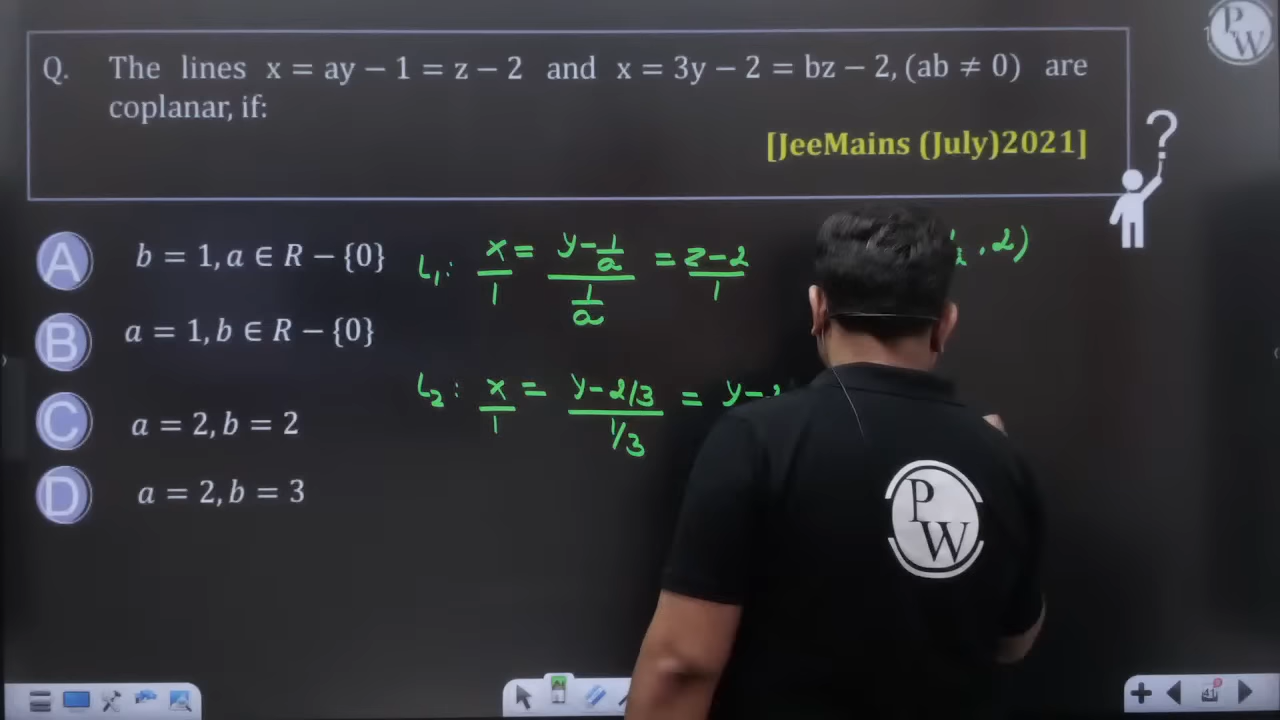 Q. The lines x = ay − 1 = z − 2 and x = 3y − 2 = bz − 2, (ab ≠ 0) are
coplanar, if:
[JeeMains (July)2021]
?
A b = 1, a ∈ R − {0}
B a = 1, b ∈ R − {0}
C a = 2, b = 2
D a = 2, b = 3
L₁: x/1 = (y − 1/a)/(1/a) = (z − 2)/1
, 2)
L₂: x/1 = (y − 2/3)/(1/3) = y −
PW
PW
41